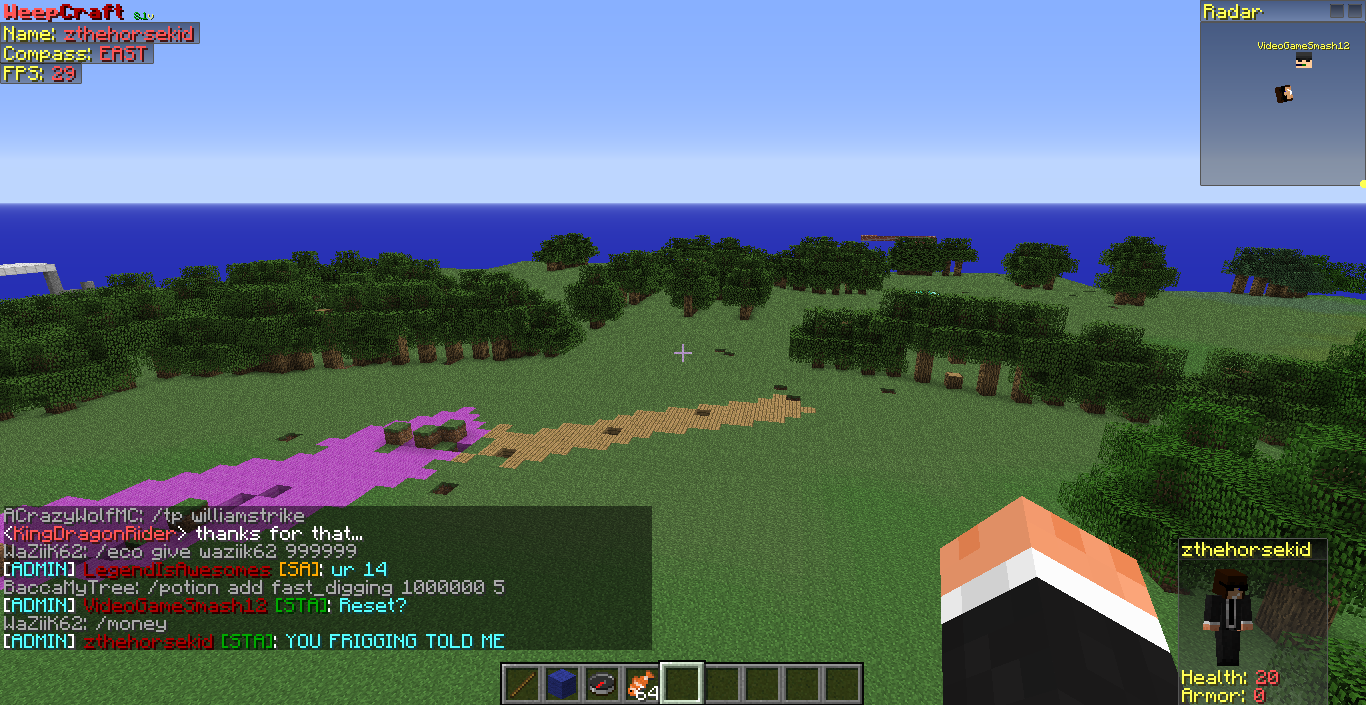 WeepCraft 8.1v
Name: zthehorsekid
Compass: EAST
FPS: 29
Radar
VideoGameSmash12
ACrazyWolfMC: /tp williamstrike
<KingDragonRider> thanks for that...
WaZiiK62: /eco give waziik62 999999
[ADMIN] LegendIsAwesomes [SA]: ur 14
BaccaMyTree: /potion add fast_digging 1000000 5
[ADMIN] VideoGameSmash12 [STA]: Reset?
WaZiiK62: /money
[ADMIN] zthehorsekid [STA]: YOU FRIGGING TOLD ME
64
zthehorsekid
Health: 20
Armor: 0